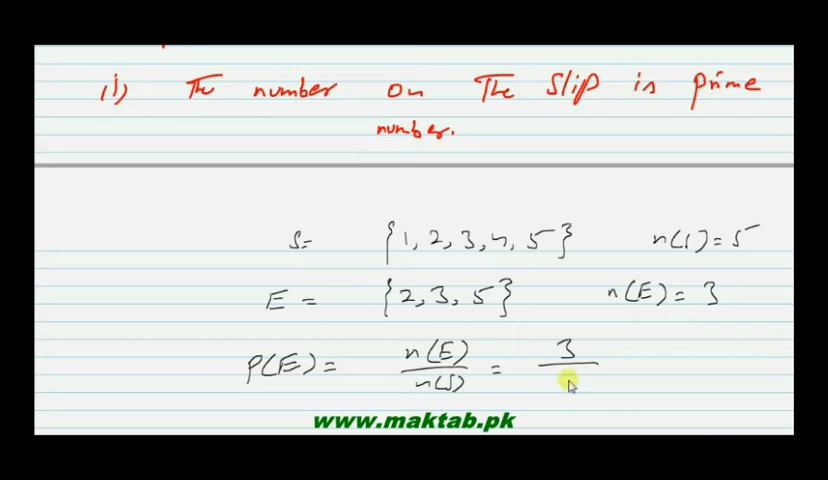 ii) The number on The Slip is prime
number.
S= {1, 2, 3, 4, 5} n(S)=5
E = {2, 3, 5} n(E)= 3
P(E)= n(E)/n(S) = 3/
www.maktab.pk